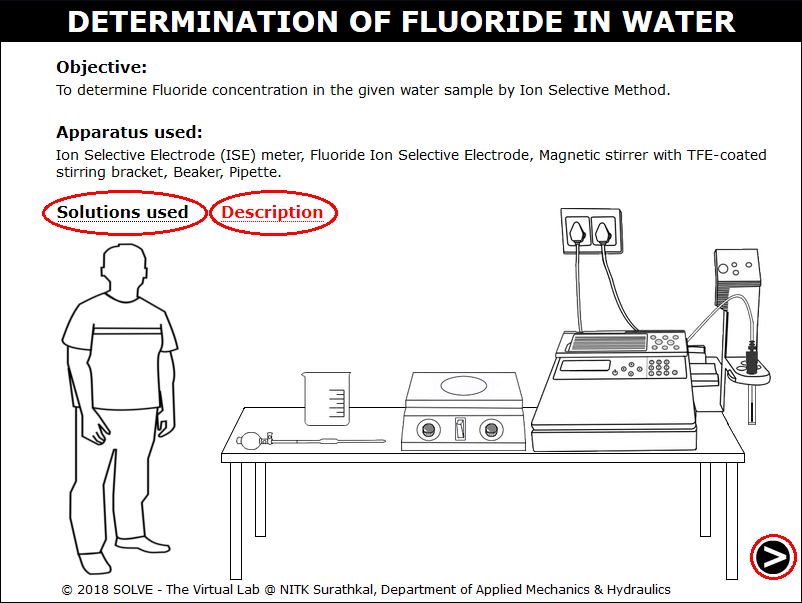 DETERMINATION OF FLUORIDE IN WATER
Objective:
To determine Fluoride concentration in the given water sample by Ion Selective Method.
Apparatus used:
Ion Selective Electrode (ISE) meter, Fluoride Ion Selective Electrode, Magnetic stirrer with TFE-coated
stirring bracket, Beaker, Pipette.
Solutions used Description
© 2018 SOLVE - The Virtual Lab @ NITK Surathkal, Department of Applied Mechanics & Hydraulics